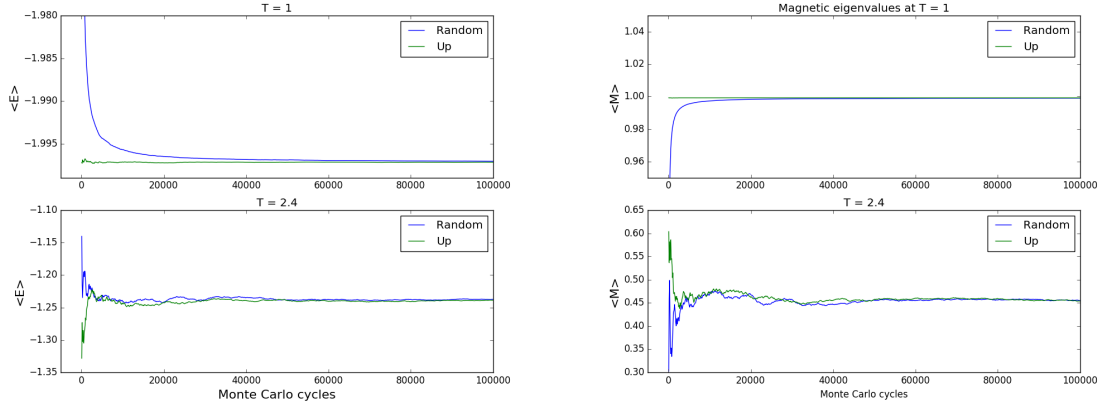 T = 1
−1.980
−1.985
−1.990
−1.995
<E>
Random
Up
0 20000 40000 60000 80000 100000
Magnetic eigenvalues at T = 1
1.04
1.02
1.00
0.98
0.96
<M>
Random
Up
0 20000 40000 60000 80000 100000
T = 2.4
−1.10
−1.15
−1.20
−1.25
−1.30
−1.35
<E>
Random
Up
0 20000 40000 60000 80000 100000
Monte Carlo cycles
T = 2.4
0.65
0.60
0.55
0.50
0.45
0.40
0.35
0.30
<M>
Random
Up
0 20000 40000 60000 80000 100000
Monte Carlo cycles